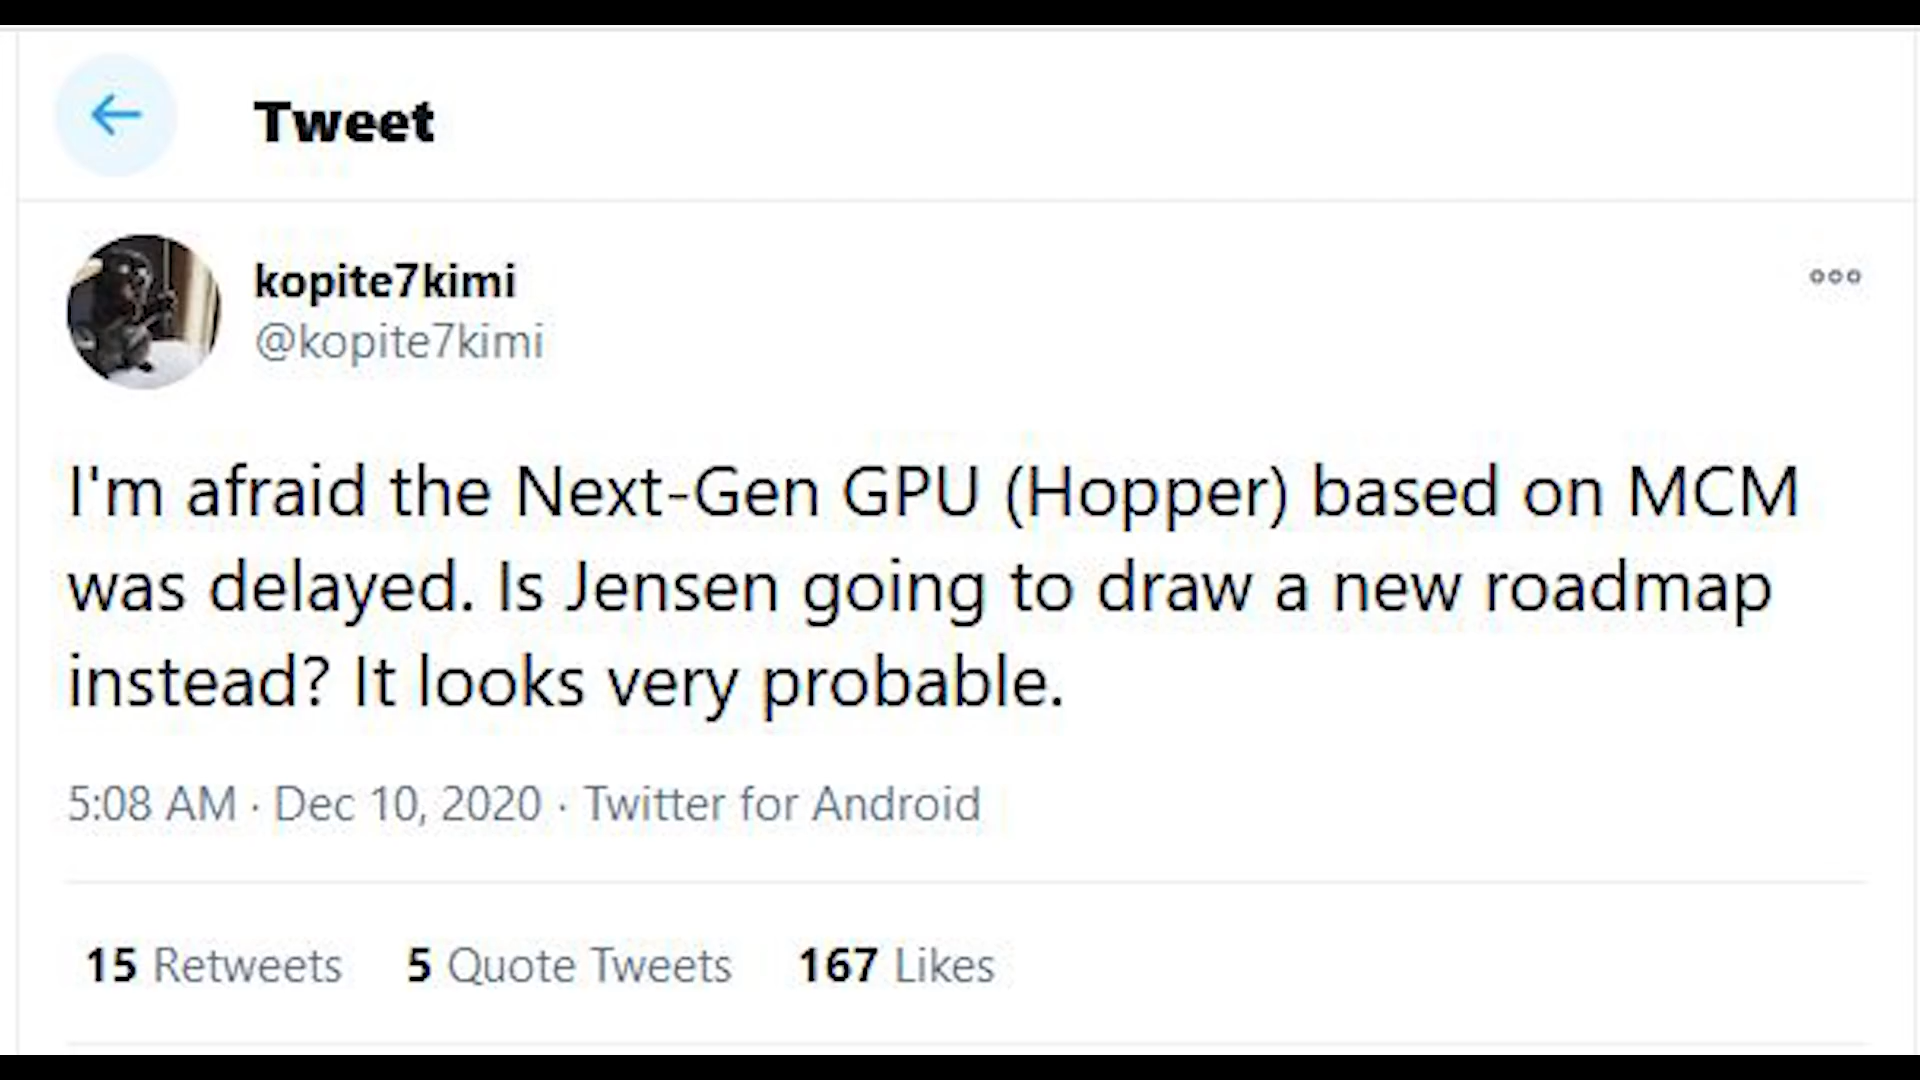 Tweet
kopite7kimi
@kopite7kimi
I'm afraid the Next-Gen GPU (Hopper) based on MCM
was delayed. Is Jensen going to draw a new roadmap
instead? It looks very probable.
5:08 AM · Dec 10, 2020 · Twitter for Android
15 Retweets 5 Quote Tweets 167 Likes